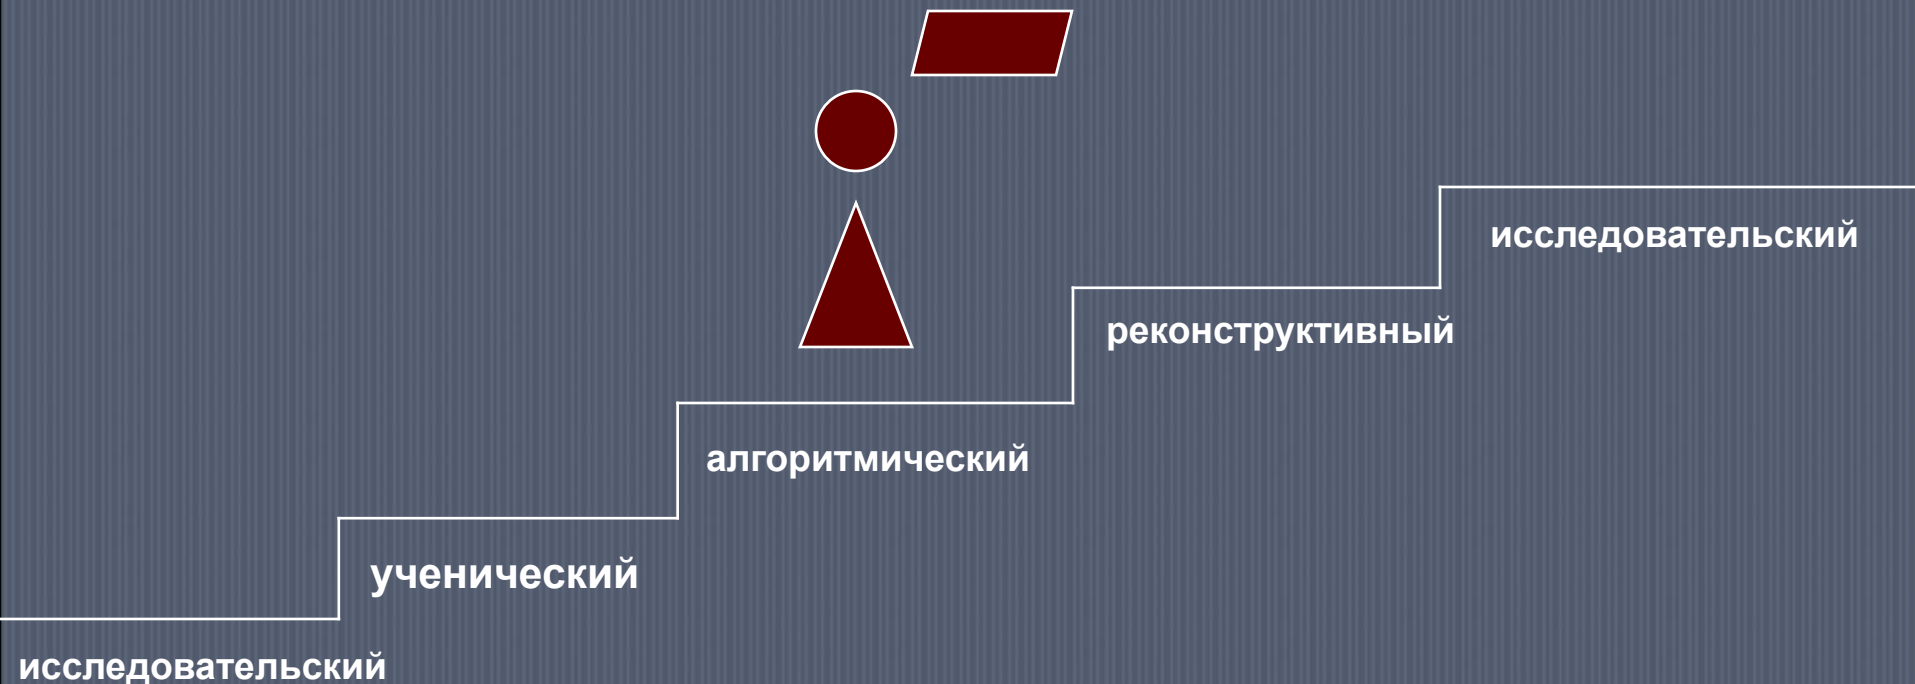 исследовательский
реконструктивный
алгоритмический
ученический
исследовательский